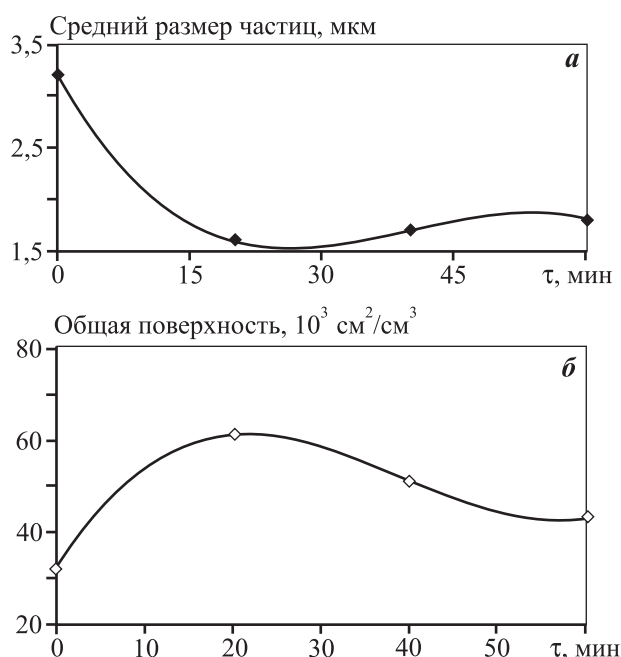 Средний размер частиц, мкм
3,5
а
2,5
1,5
0 15 30 45 τ, мин
Общая поверхность, 10³ см²/см³
80
б
60
40
20
0 10 20 30 40 50 τ, мин